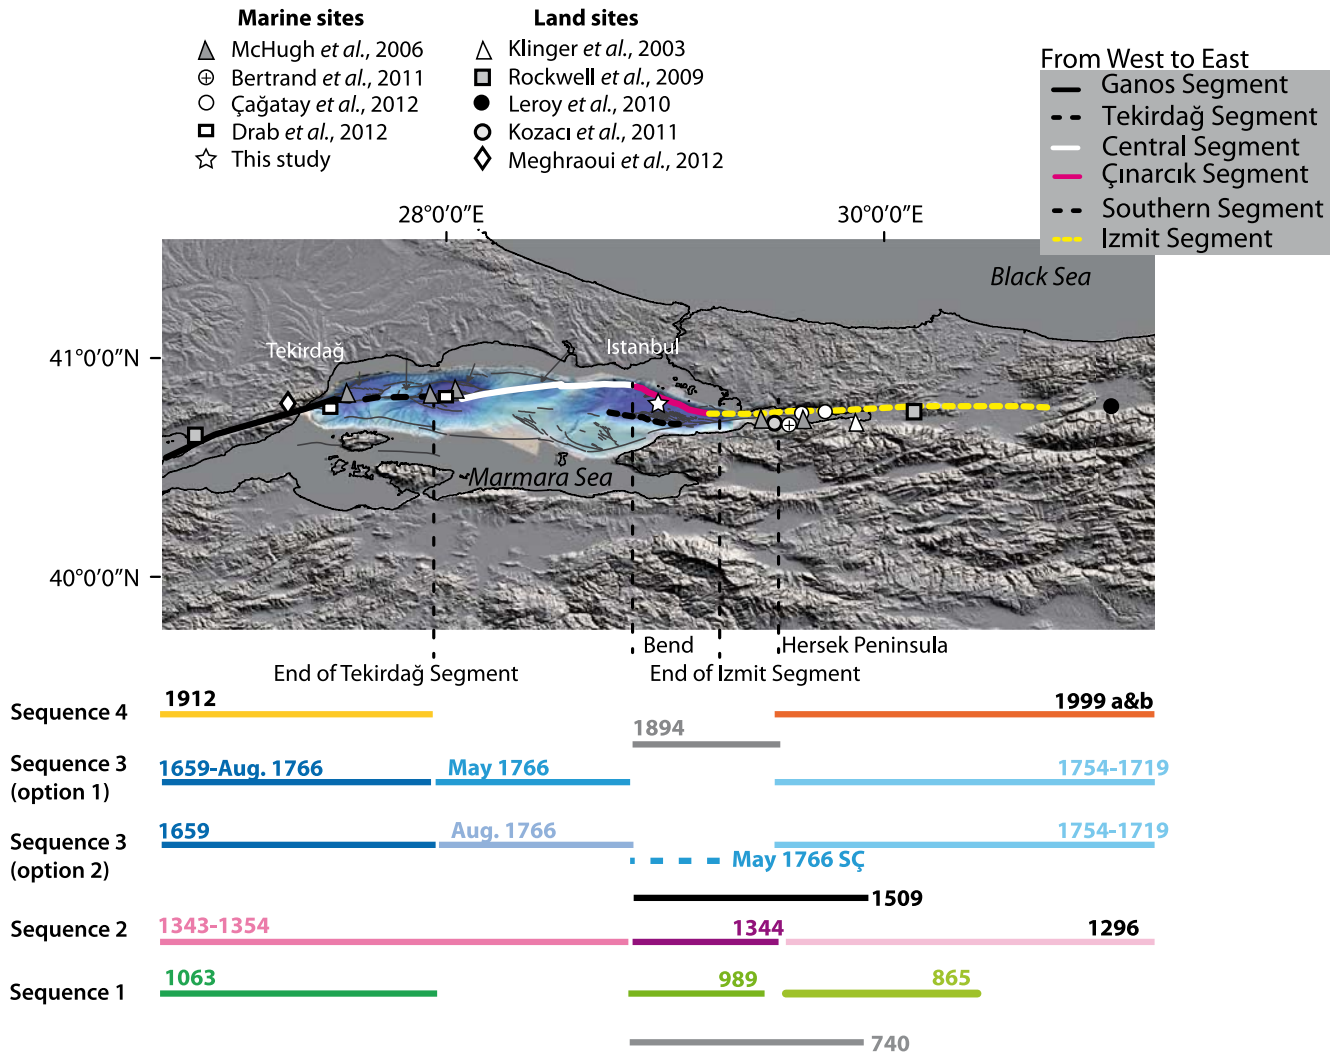 Marine sites
McHugh et al., 2006
Bertrand et al., 2011
Çağatay et al., 2012
Drab et al., 2012
This study
Land sites
Klinger et al., 2003
Rockwell et al., 2009
Leroy et al., 2010
Kozacı et al., 2011
Meghraoui et al., 2012
From West to East
Ganos Segment
Tekirdağ Segment
Central Segment
Çınarcık Segment
Southern Segment
Izmit Segment
28°0'0"E
30°0'0"E
Black Sea
41°0'0"N
Tekirdağ
Istanbul
Marmara Sea
40°0'0"N
Bend
Hersek Peninsula
End of Tekirdağ Segment
End of Izmit Segment
Sequence 4
1912
1894
1999 a&b
Sequence 3
(option 1)
1659-Aug. 1766
May 1766
1754-1719
Sequence 3
(option 2)
1659
Aug. 1766
1754-1719
May 1766 SÇ
1509
Sequence 2
1343-1354
1344
1296
Sequence 1
1063
989
865
740